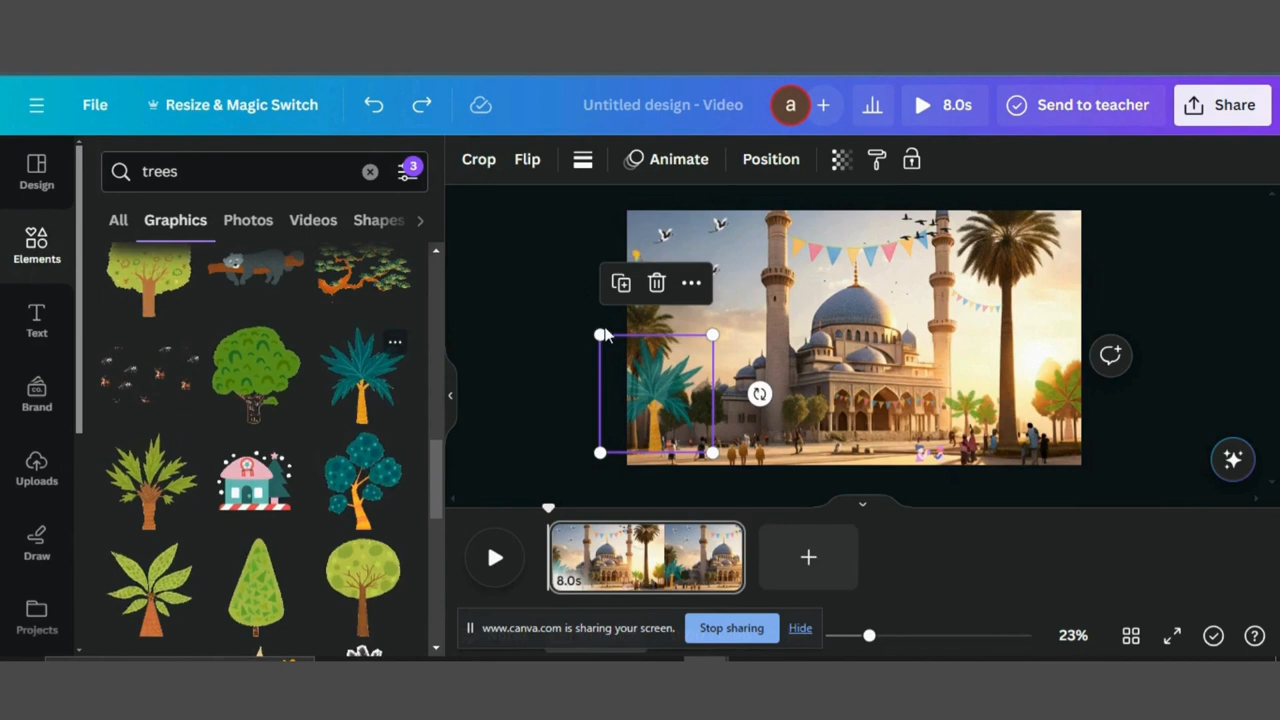 File
Resize & Magic Switch
Untitled design - Video
a
8.0s
Send to teacher
Share
Design
Elements
Text
Brand
Uploads
Draw
Projects
trees
3
All
Graphics
Photos
Videos
Shapes
Crop
Flip
Animate
Position
8.0s
www.canva.com is sharing your screen.
Stop sharing
Hide
23%